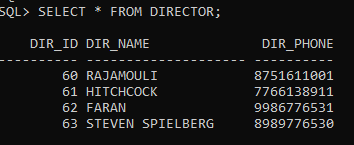 SQL> SELECT * FROM DIRECTOR;
DIR_ID DIR_NAME DIR_PHONE
---------- -------------------- ----------
60 RAJAMOULI 8751611001
61 HITCHCOCK 7766138911
62 FARAN 9986776531
63 STEVEN SPIELBERG 8989776530